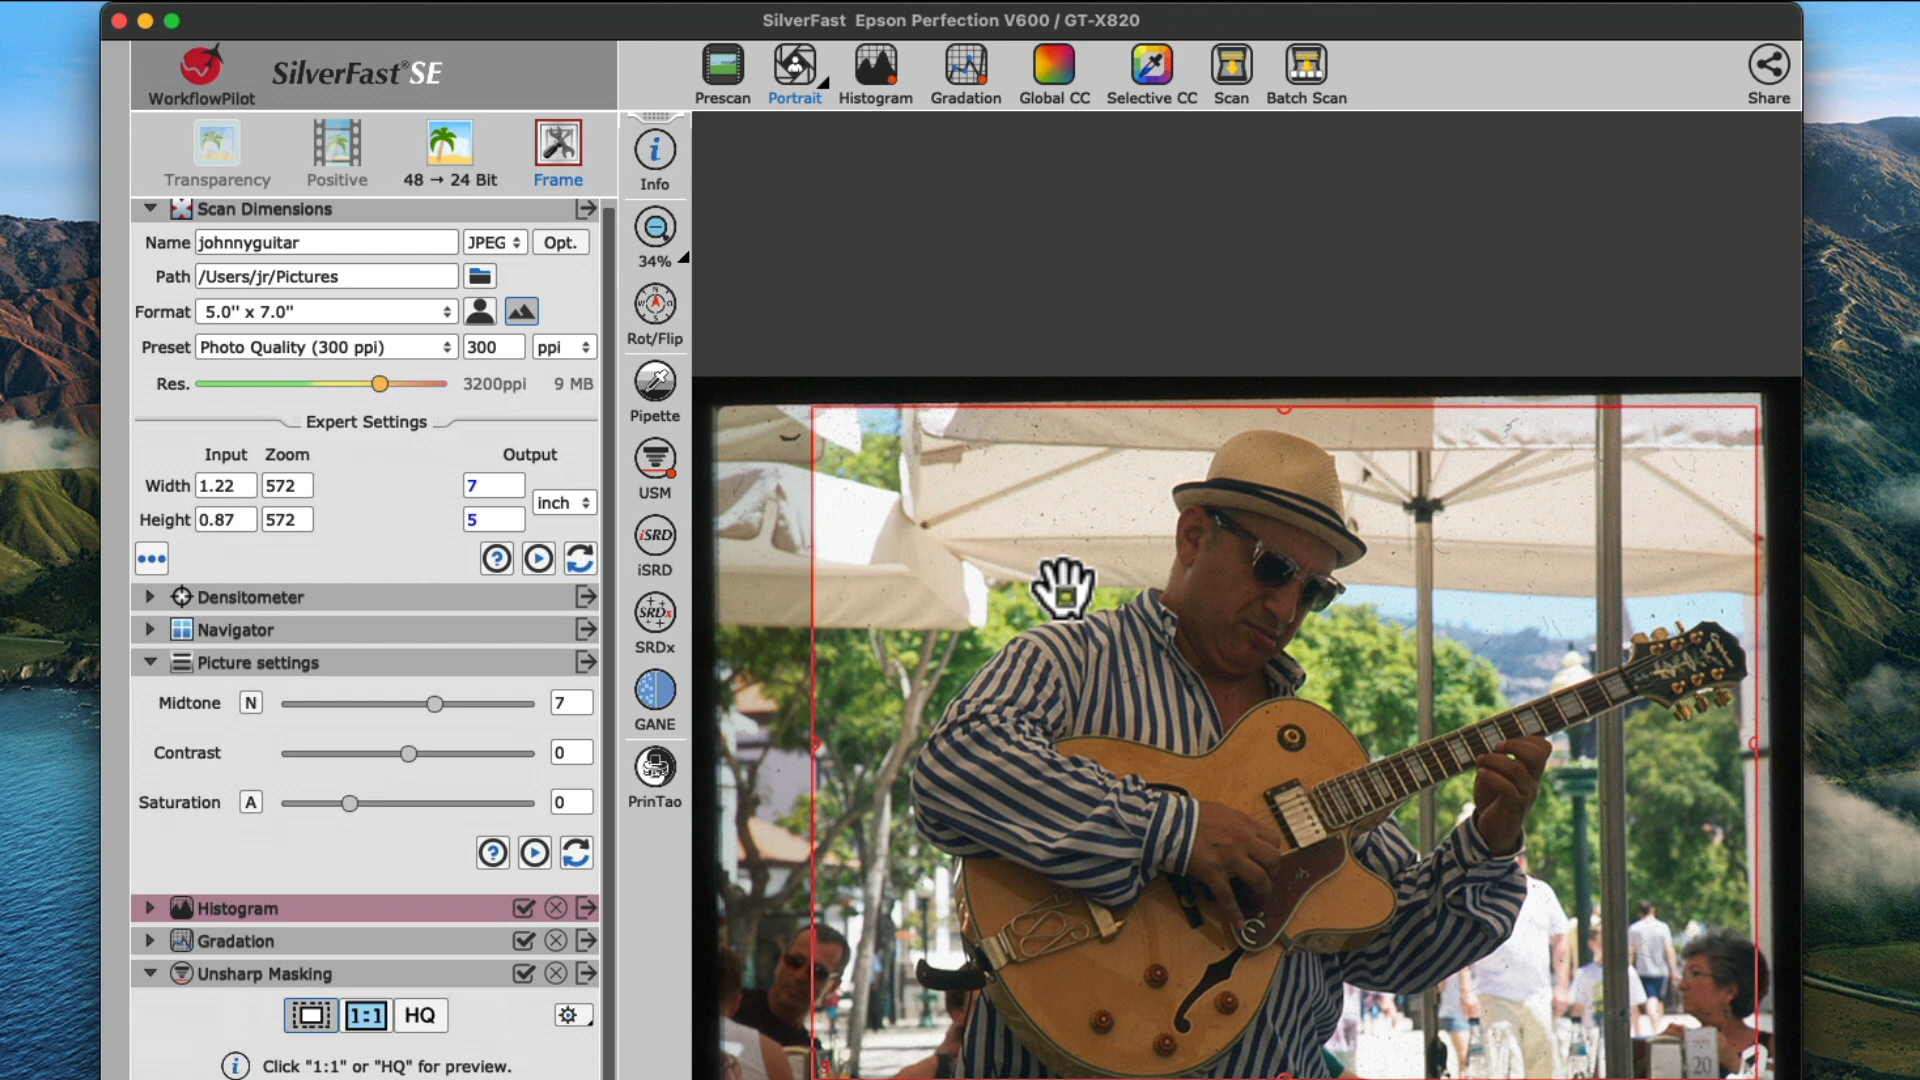 SilverFast Epson Perfection V600 / GT-X820
WorkflowPilot
SilverFast® SE
Prescan
Portrait
Histogram
Gradation
Global CC
Selective CC
Scan
Batch Scan
Share
Transparency
Positive
48 → 24 Bit
Frame
Scan Dimensions
Name johnnyguitar JPEG Opt.
Path /Users/jr/Pictures
Format 5.0'' x 7.0''
Preset Photo Quality (300 ppi) 300 ppi
Res. 3200ppi 9 MB
Expert Settings
Input Zoom Output
Width 1.22 572 7
inch
Height 0.87 572 5
Densitometer
Navigator
Picture settings
Midtone N 7
Contrast 0
Saturation A 0
Histogram
Gradation
Unsharp Masking
1:1 HQ
Click "1:1" or "HQ" for preview.
Info
34%
Rot/Flip
Pipette
USM
iSRD
iSRD
SRDx
SRDx
GANE
PrinTao
20